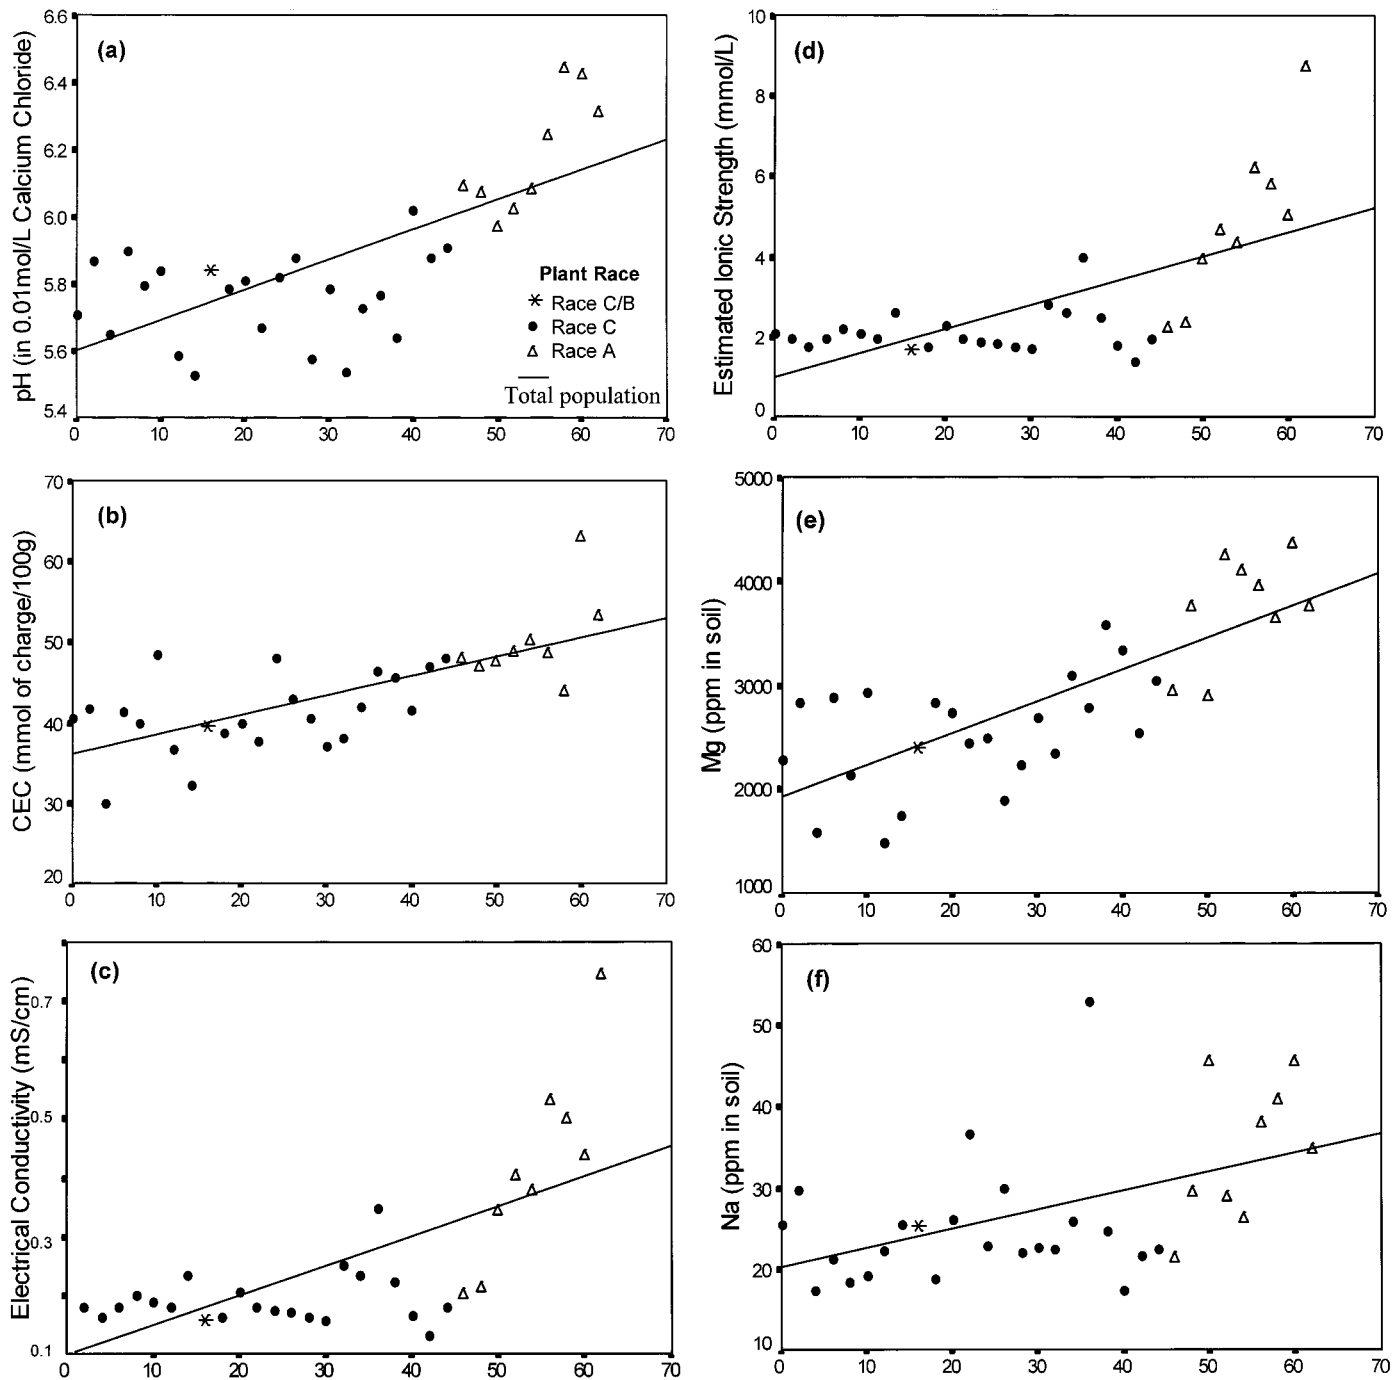 (a)
pH (in 0.01mol/L Calcium Chloride)
6.6
6.4
6.2
6.0
5.8
5.6
5.4
0 10 20 30 40 50 60 70
Plant Race
Race C/B
Race C
Race A
Total population
(d)
Estimated Ionic Strength (mmol/L)
10
8
6
4
2
0
0 10 20 30 40 50 60 70
(b)
CEC (mmol of charge/100g)
70
60
50
40
30
20
0 10 20 30 40 50 60 70
(e)
Mg (ppm in soil)
5000
4000
3000
2000
1000
0 10 20 30 40 50 60 70
(c)
Electrical Conductivity (mS/cm)
0.7
0.5
0.3
0.1
0 10 20 30 40 50 60 70
(f)
Na (ppm in soil)
60
50
40
30
20
10
0 10 20 30 40 50 60 70